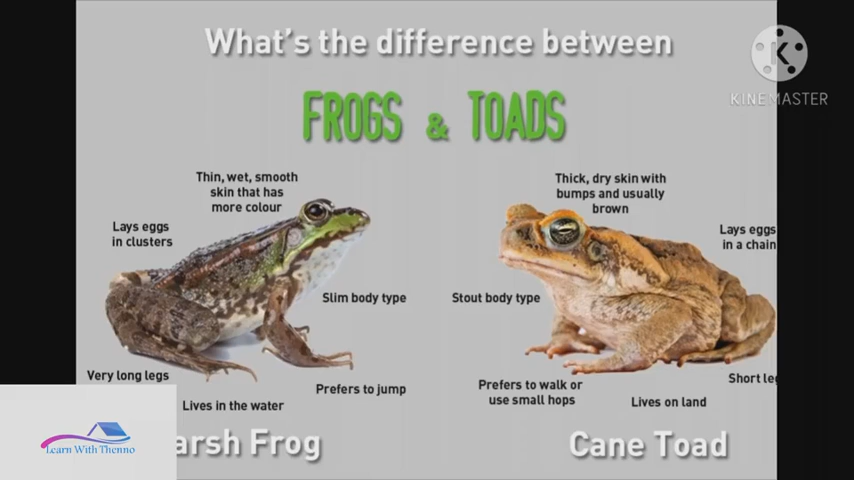 What's the difference between
KINEMASTER
FROGS & TOADS
Thin, wet, smooth
skin that has
more colour
Lays eggs
in clusters
Slim body type
Very long legs
Prefers to jump
Lives in the water
arsh Frog
Thick, dry skin with
bumps and usually
brown
Lays eggs
in a chain
Stout body type
Prefers to walk or
use small hops
Lives on land
Short leg
Cane Toad
Learn With Thenno